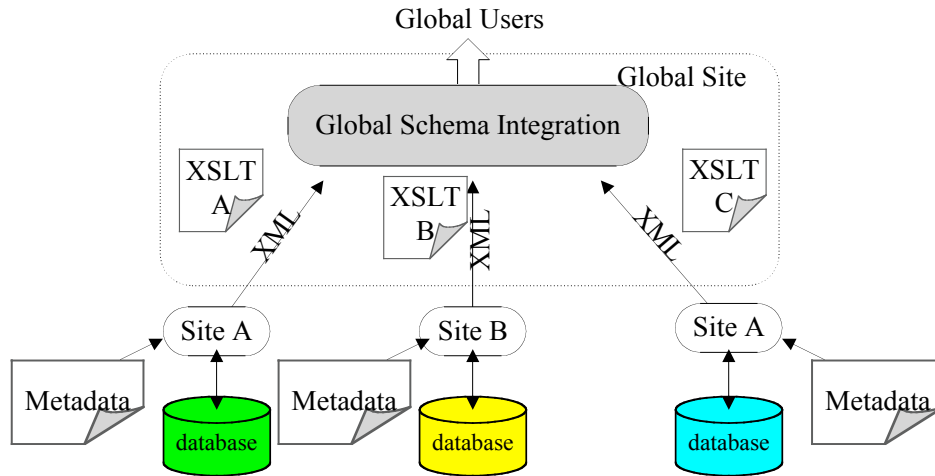 Global Users
Global Site
Global Schema Integration
XSLT
A
XML
XSLT
B
XML
XML
XSLT
C
Site A
Site B
Site A
Metadata
database
Metadata
database
database
Metadata